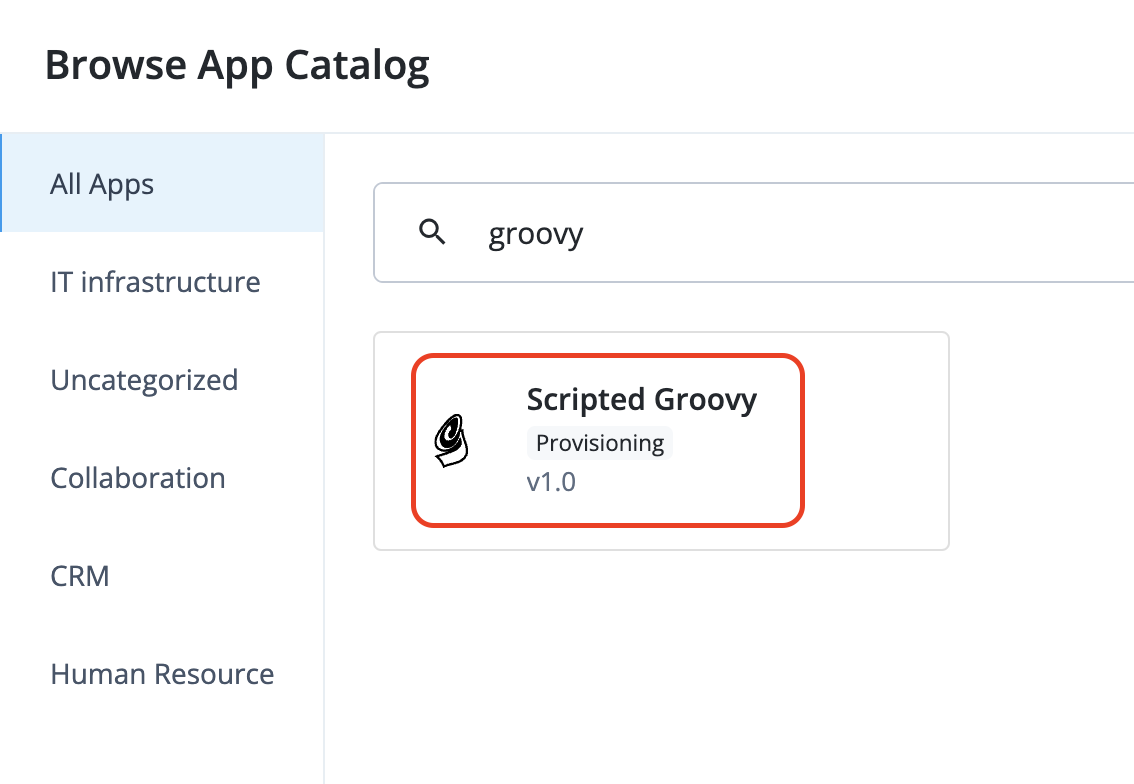 Browse App Catalog
All Apps
IT infrastructure
Uncategorized
Collaboration
CRM
Human Resource
groovy
Scripted Groovy
Provisioning
v1.0